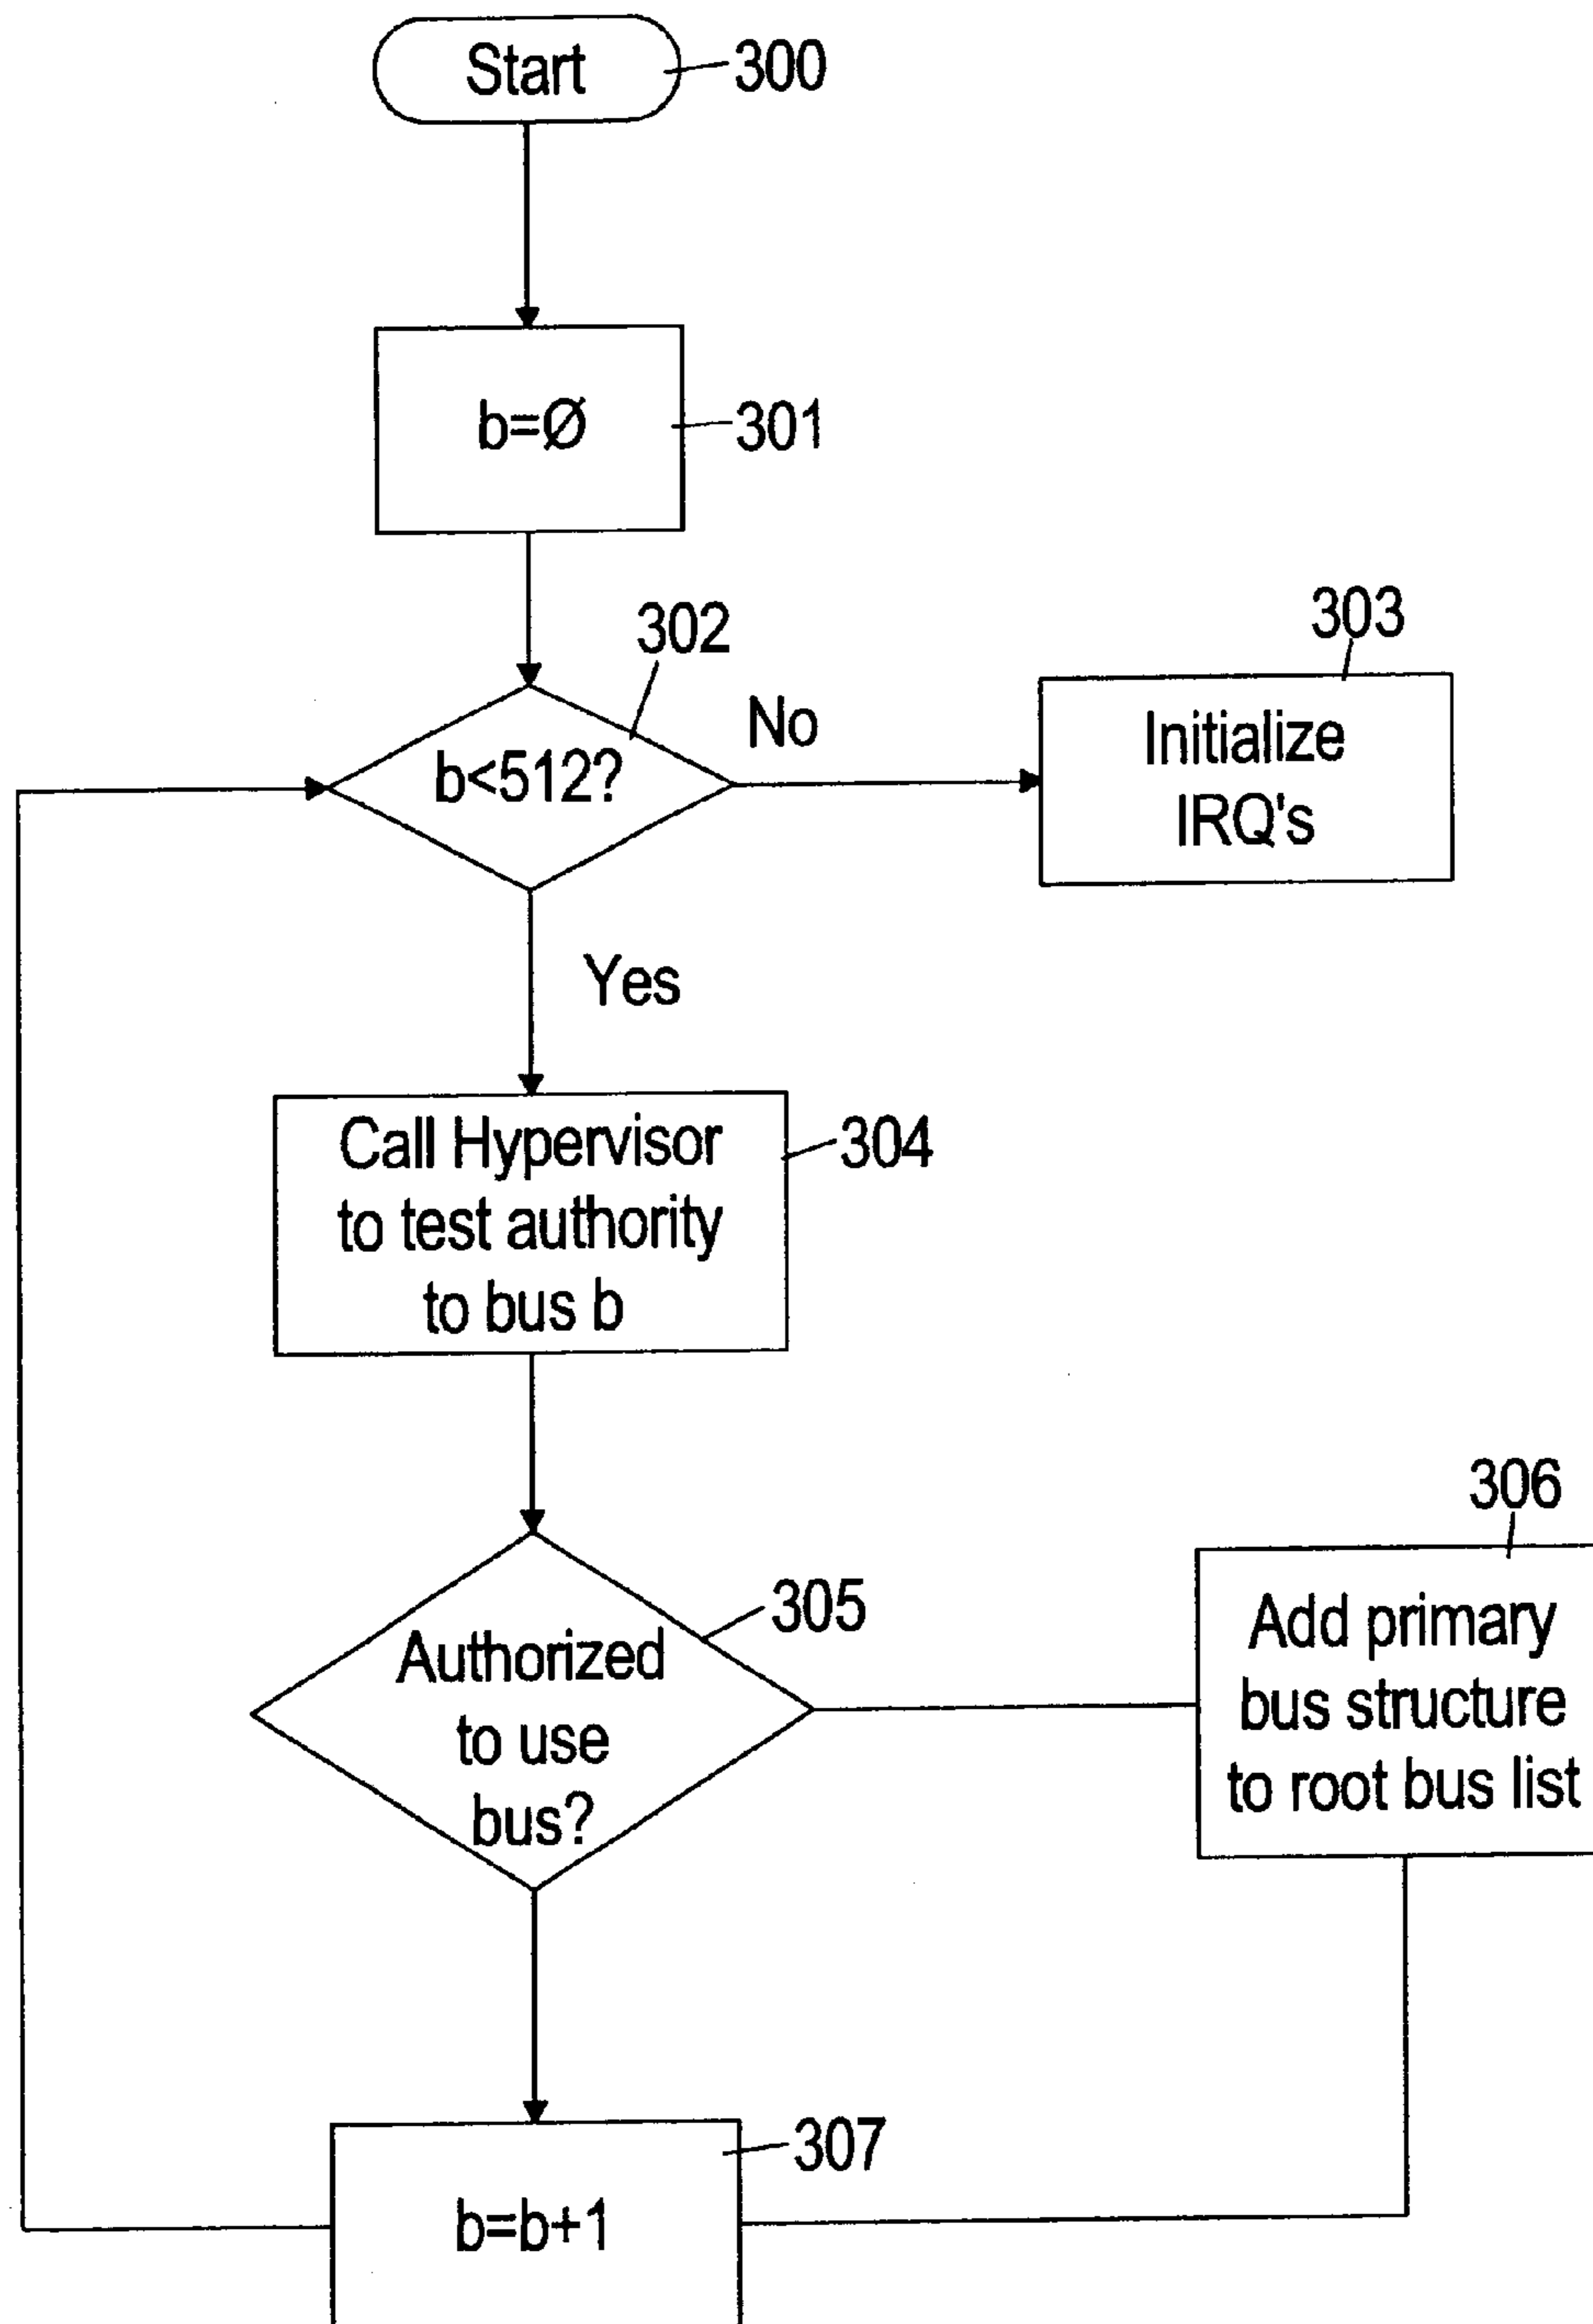 Start
300
b=Ø
301
302
b<512?
No
303
Initialize
IRQ's
Yes
Call Hypervisor
to test authority
to bus b
304
305
Authorized
to use
bus?
306
Add primary
bus structure
to root bus list
307
b=b+1